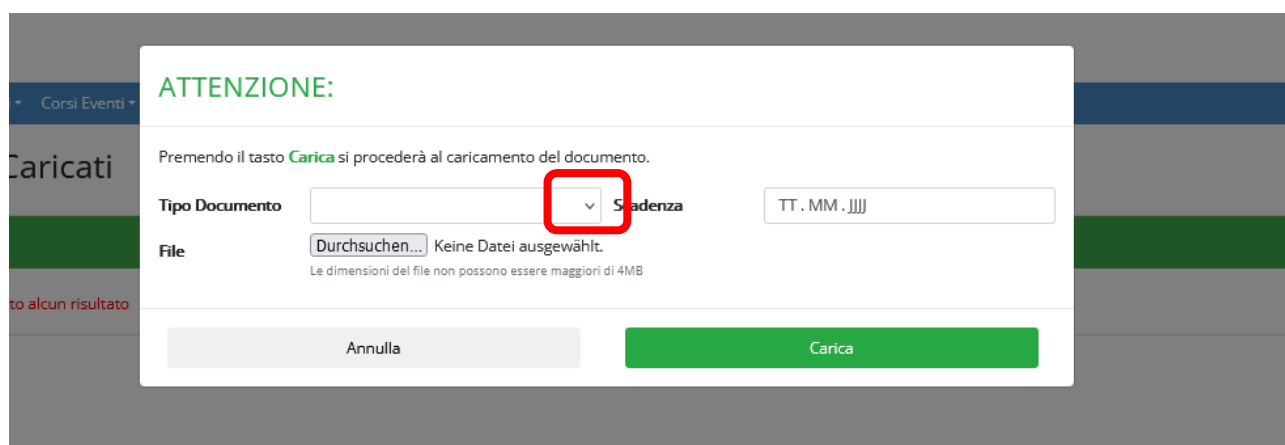 ATTENZIONE:
Corsi Eventi
Caricati
Premendo il tasto Carica si procederà al caricamento del documento.
Tipo Documento
Scadenza
TT . MM . JJJJ
File
Durchsuchen... Keine Datei ausgewählt.
Le dimensioni del file non possono essere maggiori di 4MB
to alcun risultato
Annulla
Carica